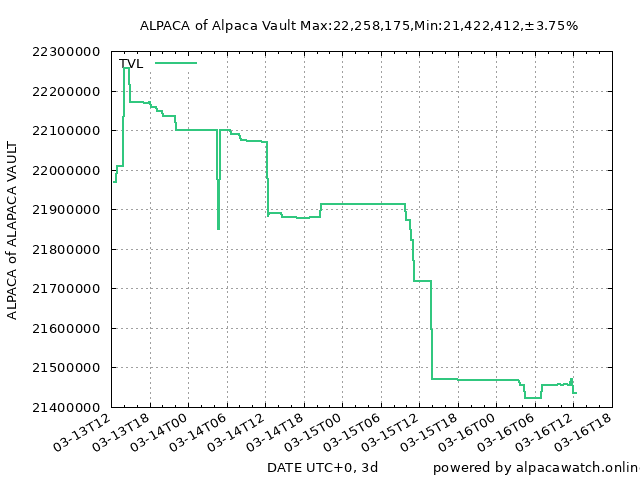 ALPACA of Alpaca Vault Max:22,258,175,Min:21,422,412,±3.75%
TVL
22300000
22200000
22100000
22000000
21900000
21800000
21700000
21600000
21500000
21400000
ALPACA of ALAPACA VAULT
03-13T12
03-13T18
03-14T00
03-14T06
03-14T12
03-14T18
03-15T00
03-15T06
03-15T12
03-15T18
03-16T00
03-16T06
03-16T12
03-16T18
DATE UTC+0, 3d
powered by alpacawatch.online